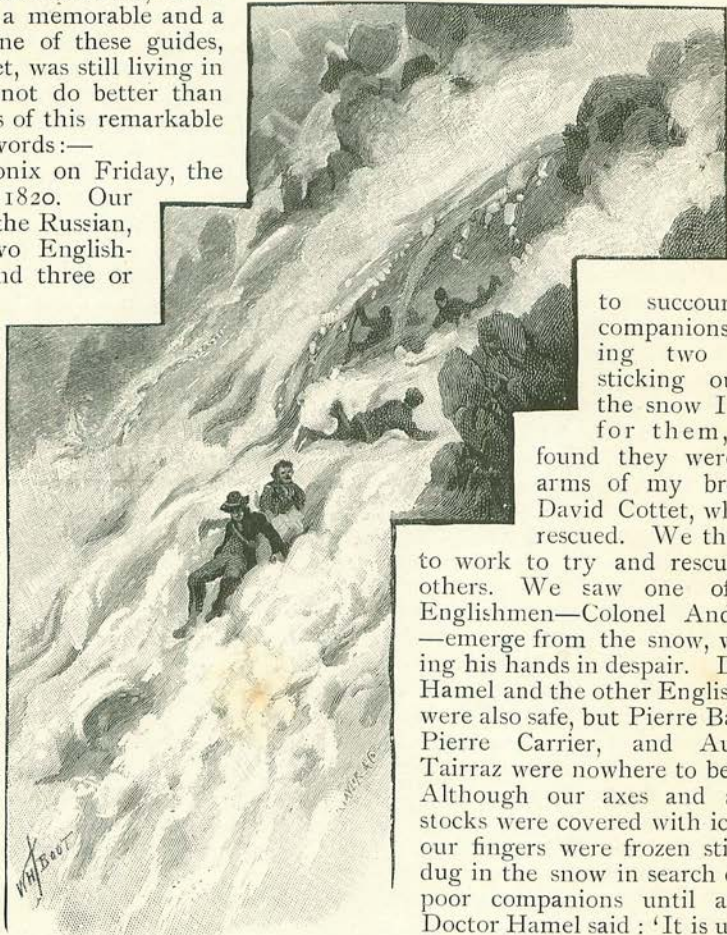 a memorable and a
ne of these guides,
et, was still living in
not do better than
s of this remarkable
words:—
onix on Friday, the
1820. Our
the Russian,
vo English-
nd three or
to succour
companions
ing two
sticking ou
the snow I
for them,
found they were
arms of my br
David Cottet, wh
rescued. We th
to work to try and rescu
others. We saw one of
Englishmen—Colonel And
—emerge from the snow, w
ing his hands in despair. D
Hamel and the other Englis
were also safe, but Pierre Ba
Pierre Carrier, and Au
Tairraz were nowhere to be
Although our axes and a
stocks were covered with ic
our fingers were frozen sti
dug in the snow in search o
poor companions until a
Doctor Hamel said: 'It is u
WHJ BOOT